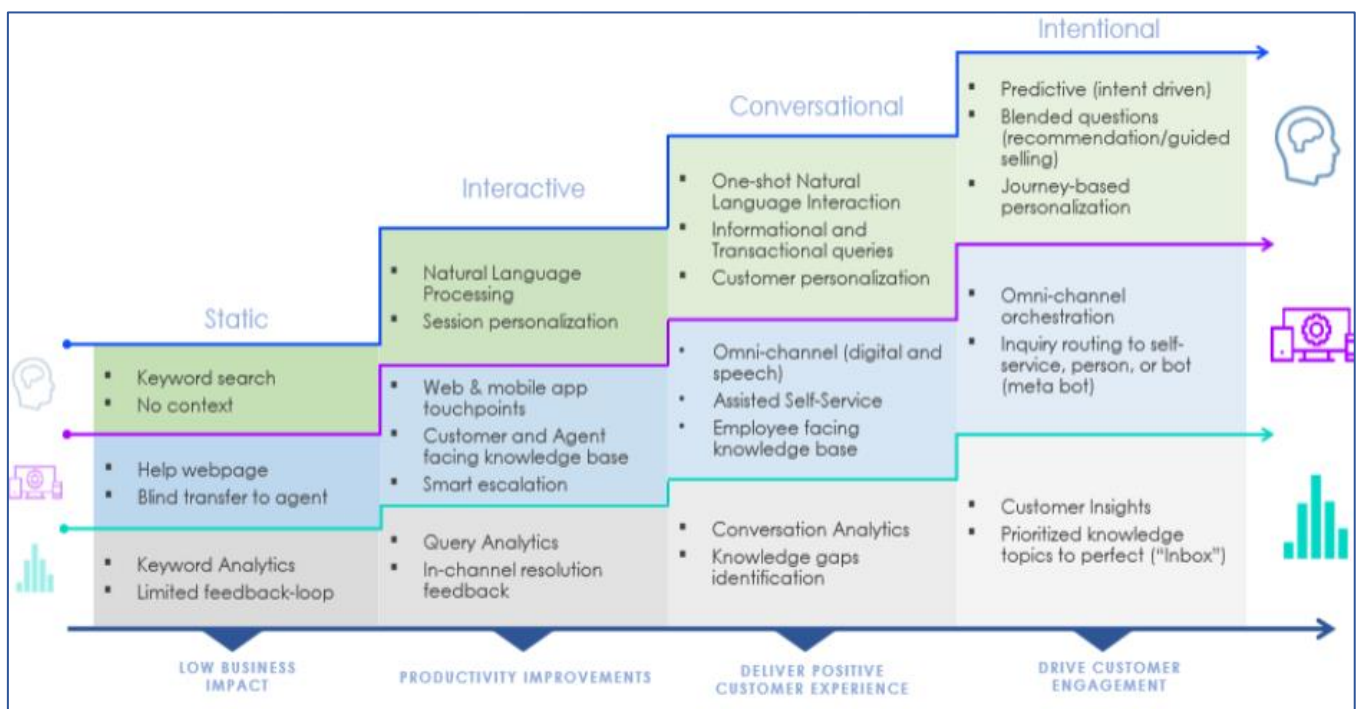 Static
▪ Keyword search
▪ No context
▪ Help webpage
▪ Blind transfer to agent
▪ Keyword Analytics
▪ Limited feedback-loop
LOW BUSINESS
IMPACT
Interactive
▪ Natural Language
Processing
▪ Session personalization
▪ Web & mobile app
touchpoints
▪ Customer and Agent
facing knowledge base
▪ Smart escalation
▪ Query Analytics
▪ In-channel resolution
feedback
PRODUCTIVITY IMPROVEMENTS
Conversational
▪ One-shot Natural
Language Interaction
▪ Informational and
Transactional queries
▪ Customer personalization
• Omni-channel (digital and
speech)
• Assisted Self-Service
• Employee facing
knowledge base
▪ Conversation Analytics
▪ Knowledge gaps
identification
DELIVER POSITIVE
CUSTOMER EXPERIENCE
Intentional
▪ Predictive (intent driven)
▪ Blended questions
(recommendation/guided
selling)
▪ Journey-based
personalization
▪ Omni-channel
orchestration
▪ Inquiry routing to self-
service, person, or bot
(meta bot)
▪ Customer Insights
▪ Prioritized knowledge
topics to perfect (“Inbox”)
DRIVE CUSTOMER
ENGAGEMENT